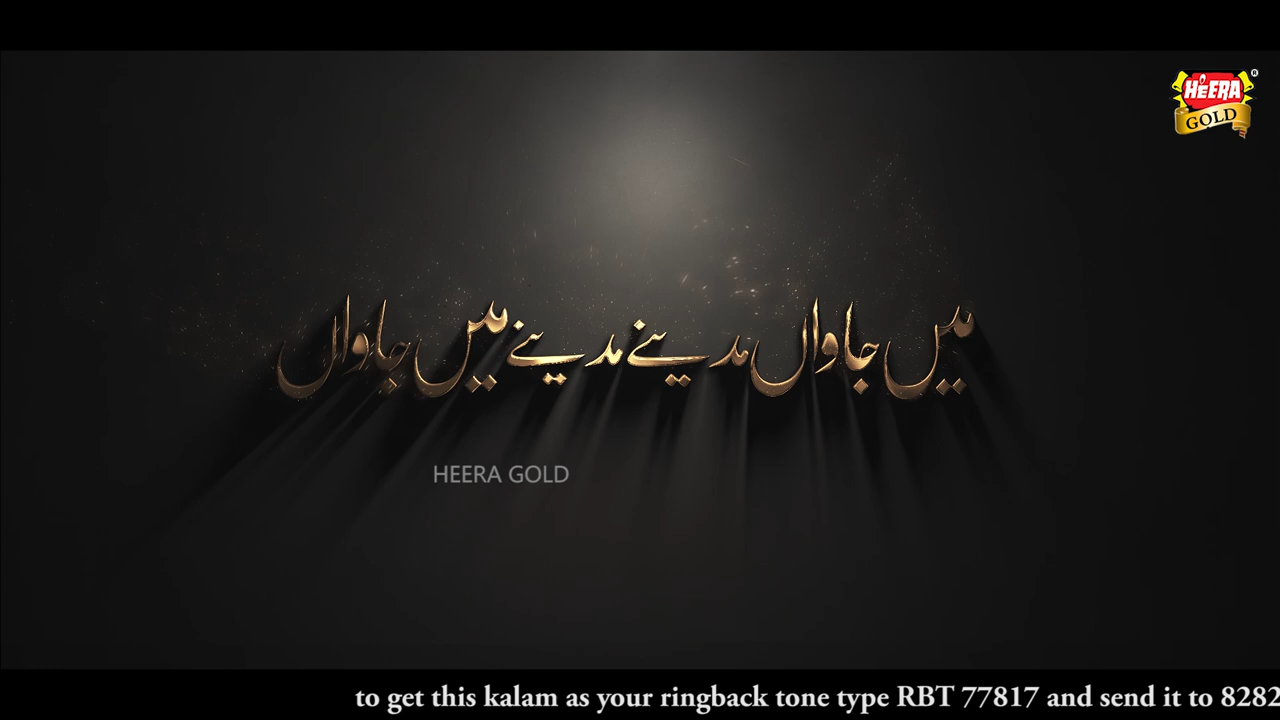 HEERA
GOLD
میں جاواں مدینے مدینے میں جاواں
HEERA GOLD
to get this kalam as your ringback tone type RBT 77817 and send it to 8282